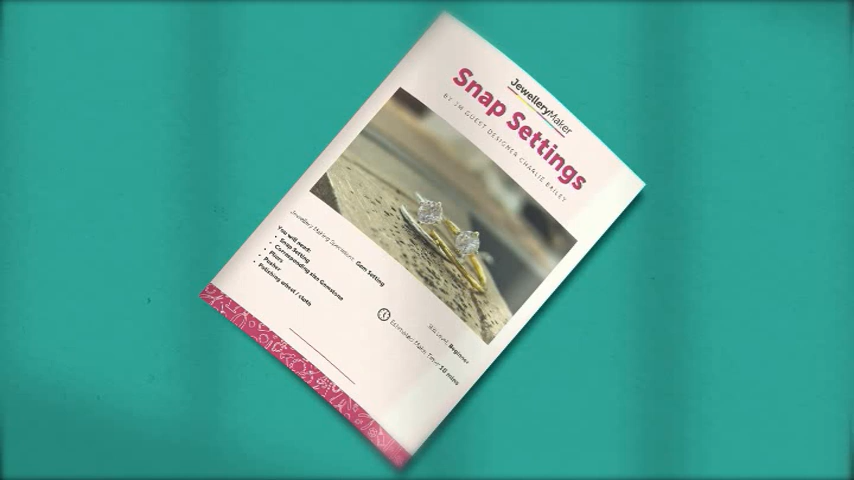 JewelleryMaker
Snap Settings
BY JM GUEST DESIGNER CHARLIE BAILEY
Jewellery Making Specialism: Gem Setting
You will need:
• Snap Setting
• Corresponding size Gemstone
• Pliers
• Pusher
• Polishing wheel / cloth
Skill Level: Beginner
Estimated Make Time: 10 mins